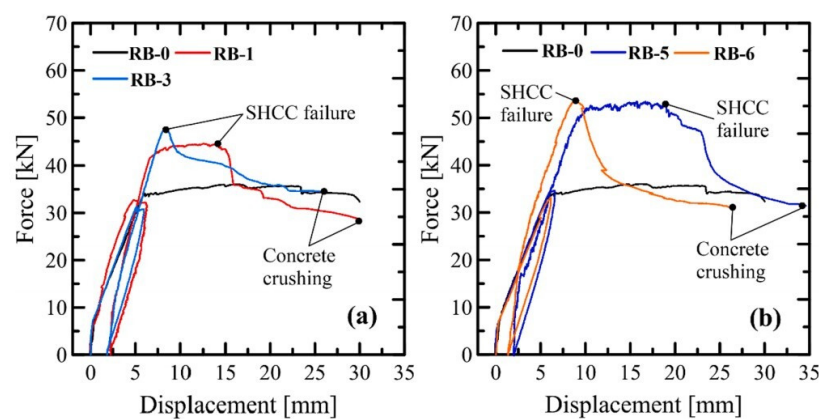 70
60
50
40
30
20
10
0
Force [kN]
RB-0 RB-1
RB-3
SHCC failure
Concrete
crushing
(a)
0 5 10 15 20 25 30 35
Displacement [mm]
70
60
50
40
30
20
10
0
Force [kN]
RB-0 RB-5 RB-6
SHCC
failure
SHCC
failure
Concrete
crushing
(b)
0 5 10 15 20 25 30 35
Displacement [mm]